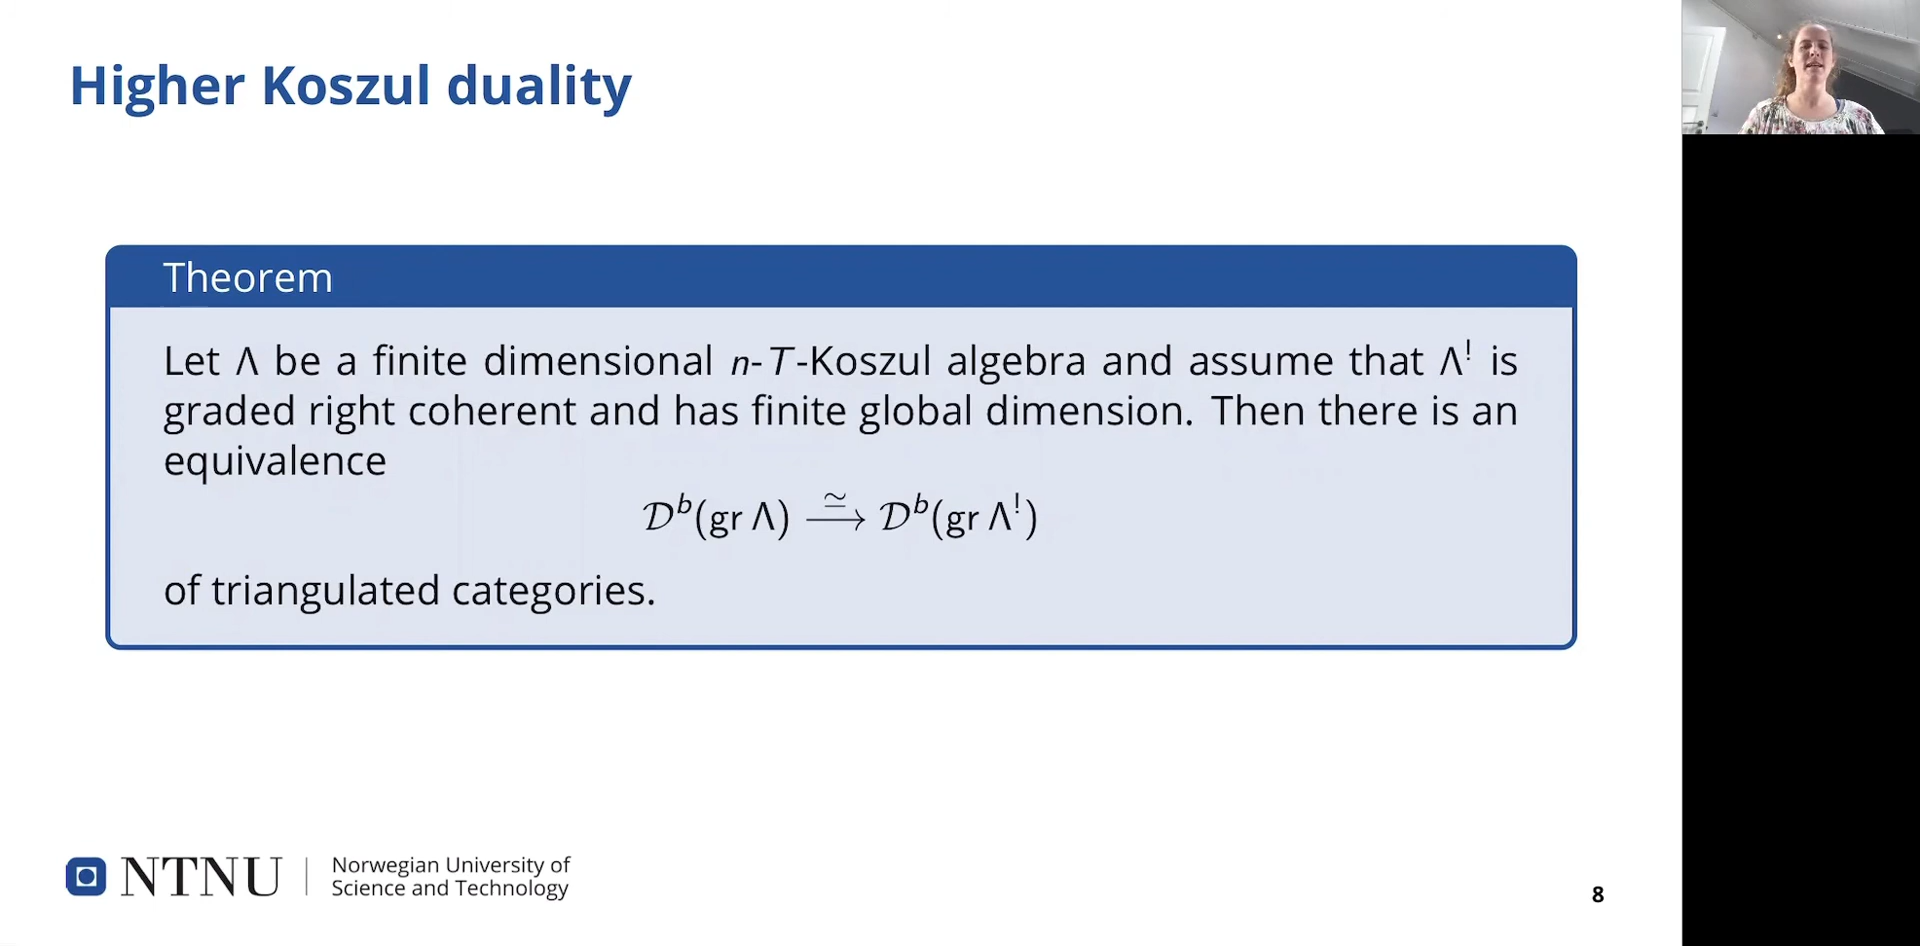 Higher Koszul duality
Theorem
Let Λ be a finite dimensional n-T-Koszul algebra and assume that Λ^! is
graded right coherent and has finite global dimension. Then there is an
equivalence
𝒟^b(gr Λ) ≃⟶ 𝒟^b(gr Λ^!)
of triangulated categories.
NTNU
Norwegian University of
Science and Technology
8